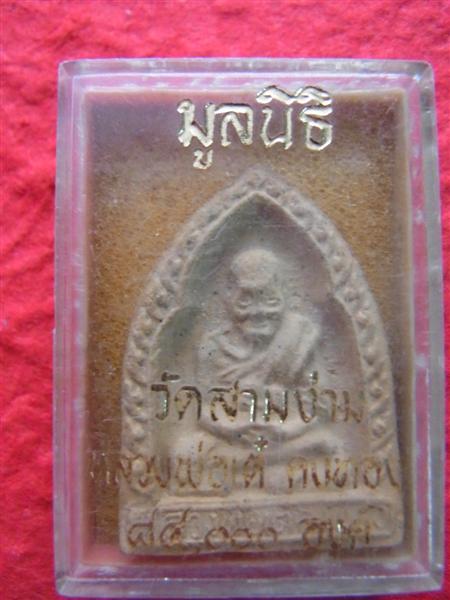 มูลนิธิ
วัดสามง่าม
หลวงพ่อเต๋ คงทอง
๘๕,๐๐๐